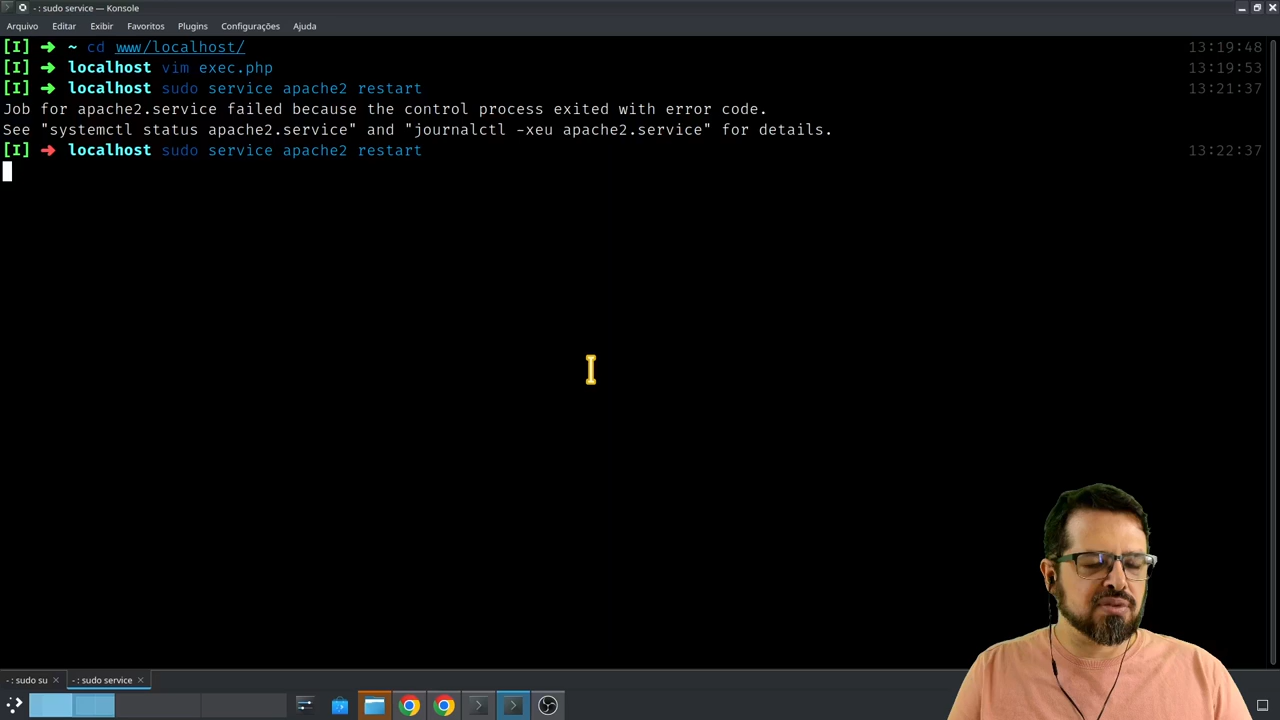 - : sudo service — Konsole
Arquivo Editar Exibir Favoritos Plugins Configurações Ajuda
[I] ➜ ~ cd www/localhost/ 13:19:48
[I] ➜ localhost vim exec.php 13:19:53
[I] ➜ localhost sudo service apache2 restart 13:21:37
Job for apache2.service failed because the control process exited with error code.
See "systemctl status apache2.service" and "journalctl -xeu apache2.service" for details.
[I] ➜ localhost sudo service apache2 restart 13:22:37
- : sudo su - : sudo service